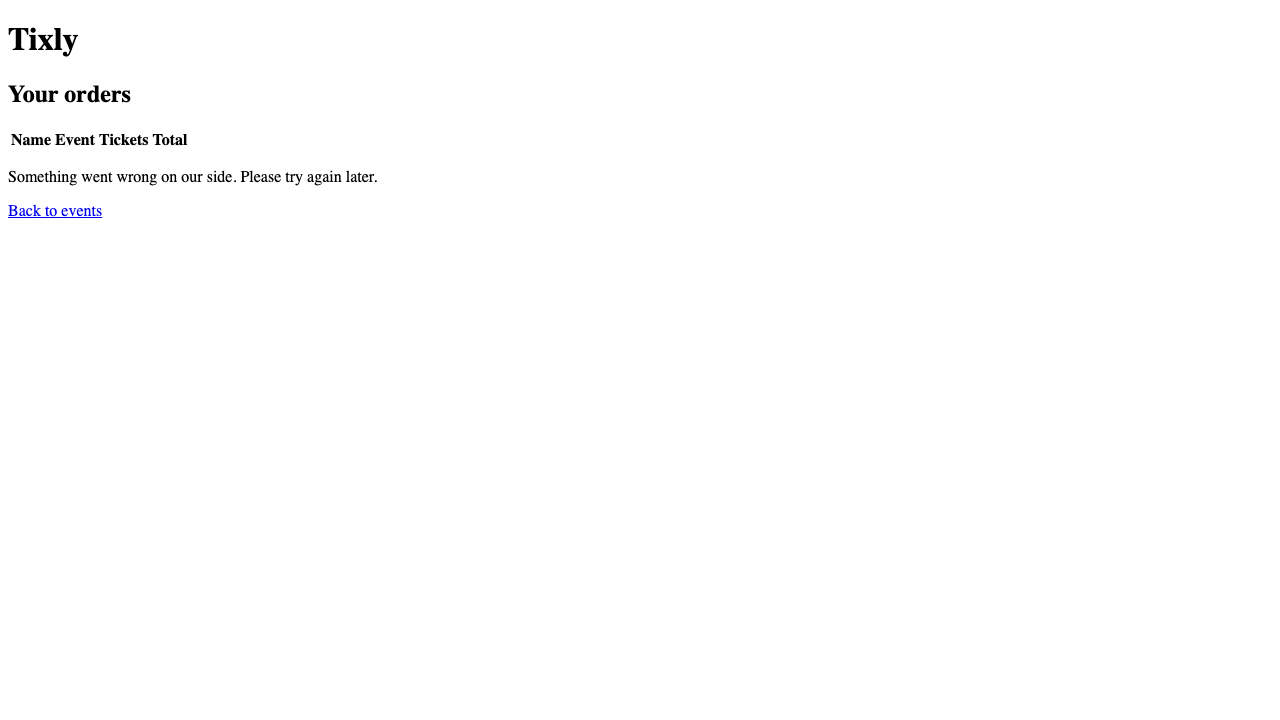 Tixly
Your orders
Name Event Tickets Total
Something went wrong on our side. Please try again later.
Back to events